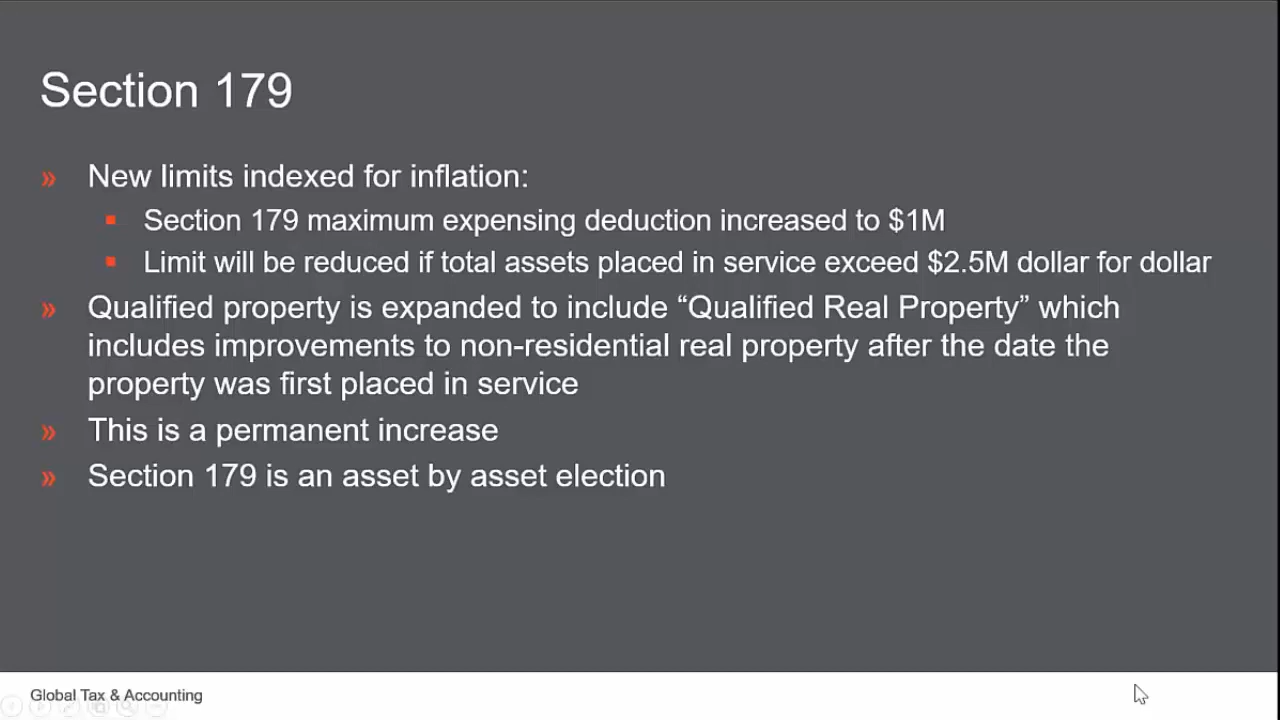 Section 179
» New limits indexed for inflation:
▪ Section 179 maximum expensing deduction increased to $1M
▪ Limit will be reduced if total assets placed in service exceed $2.5M dollar for dollar
» Qualified property is expanded to include “Qualified Real Property” which
includes improvements to non-residential real property after the date the
property was first placed in service
» This is a permanent increase
» Section 179 is an asset by asset election
Global Tax & Accounting